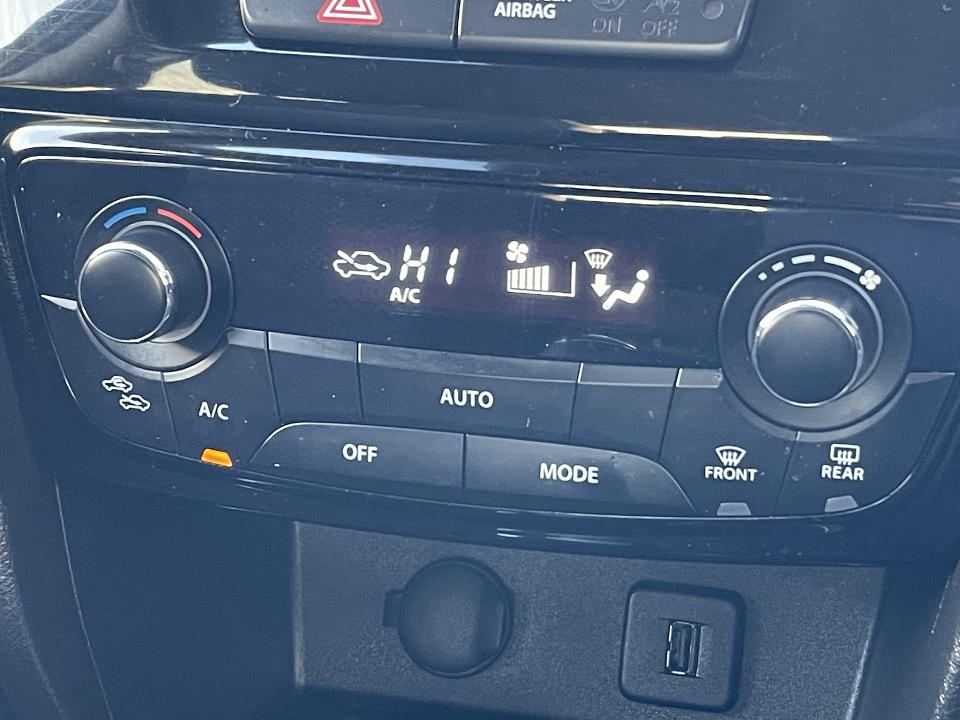 AIRBAG
ON OFF
HI
A/C
A/C
AUTO
OFF
MODE
FRONT
REAR